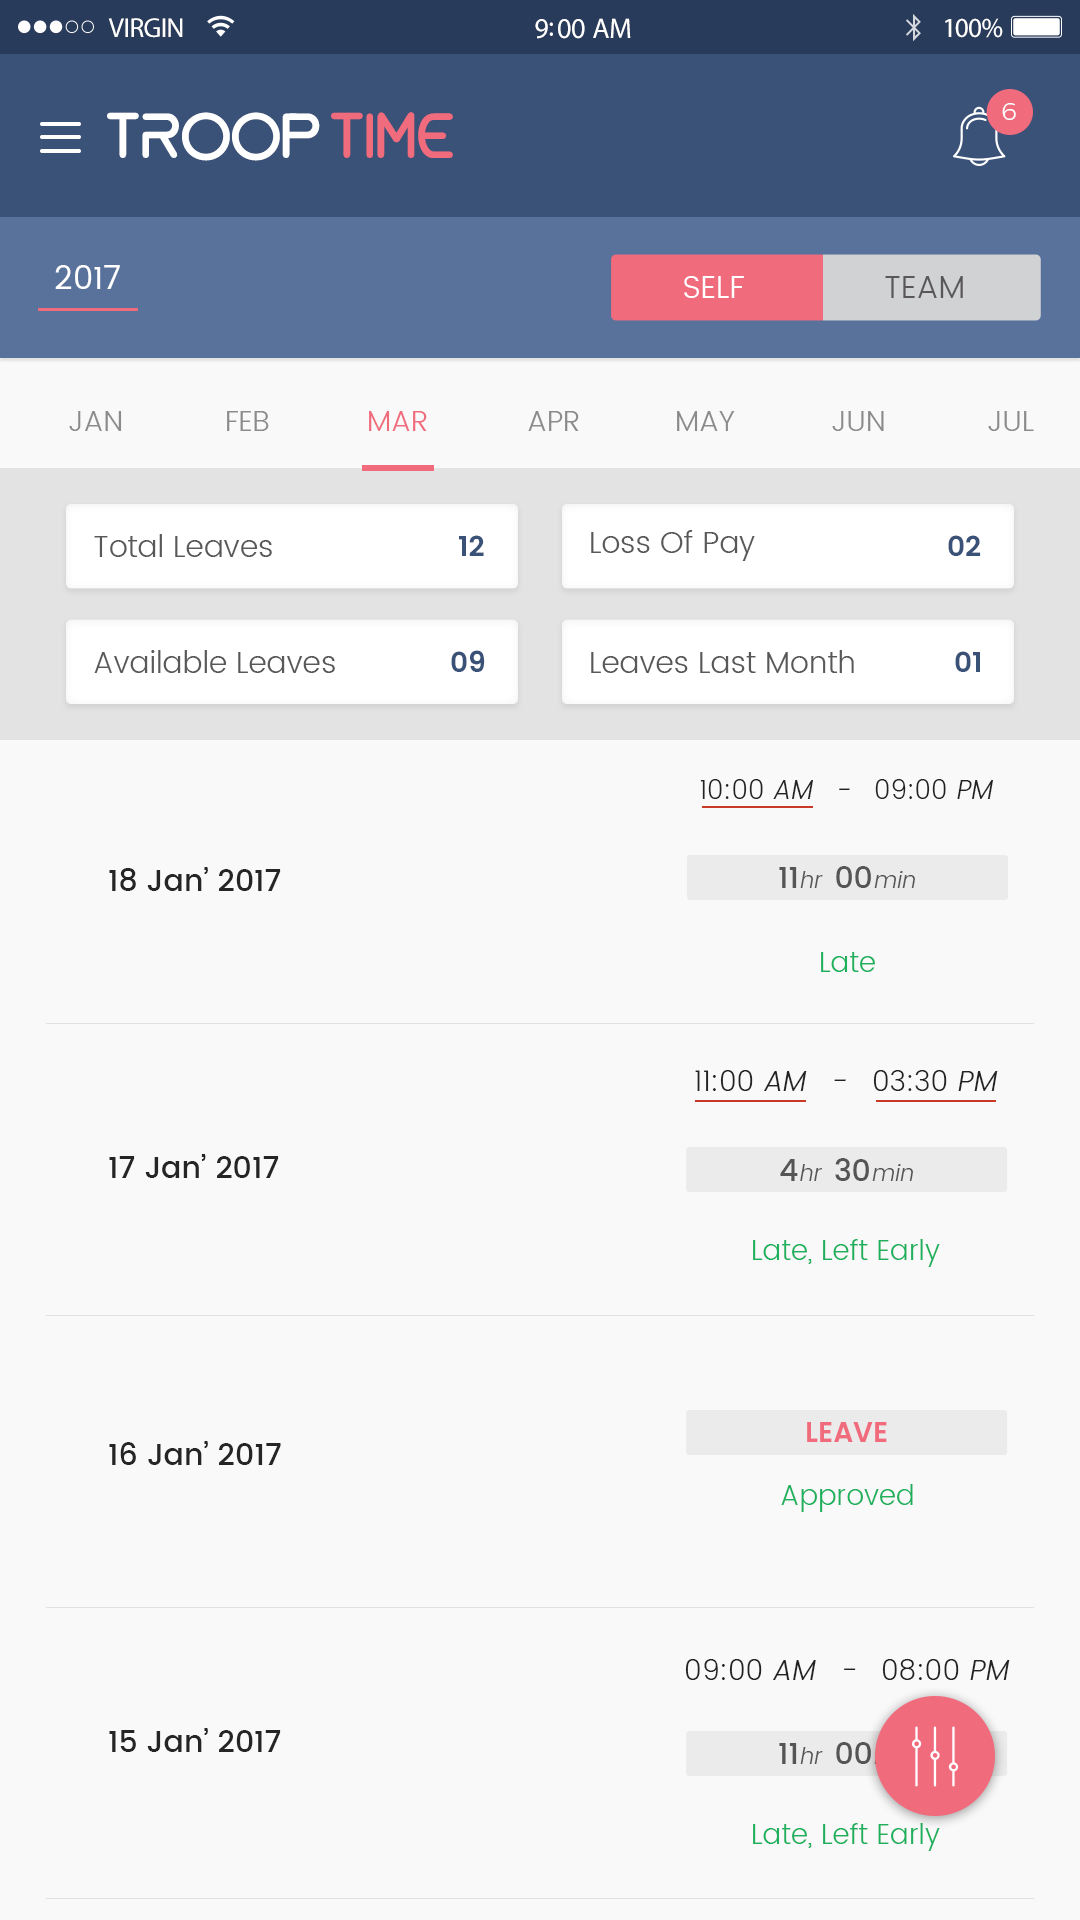 VIRGIN 9:00 AM 100%
TROOP TIME 6
2017 SELF TEAM
JAN FEB MAR APR MAY JUN JUL
Total Leaves 12 Loss Of Pay 02
Available Leaves 09 Leaves Last Month 01
10:00 AM - 09:00 PM
18 Jan’ 2017 11hr 00min
Late
11:00 AM - 03:30 PM
17 Jan’ 2017 4hr 30min
Late, Left Early
LEAVE
16 Jan’ 2017
Approved
09:00 AM - 08:00 PM
15 Jan’ 2017 11hr 00
Late, Left Early